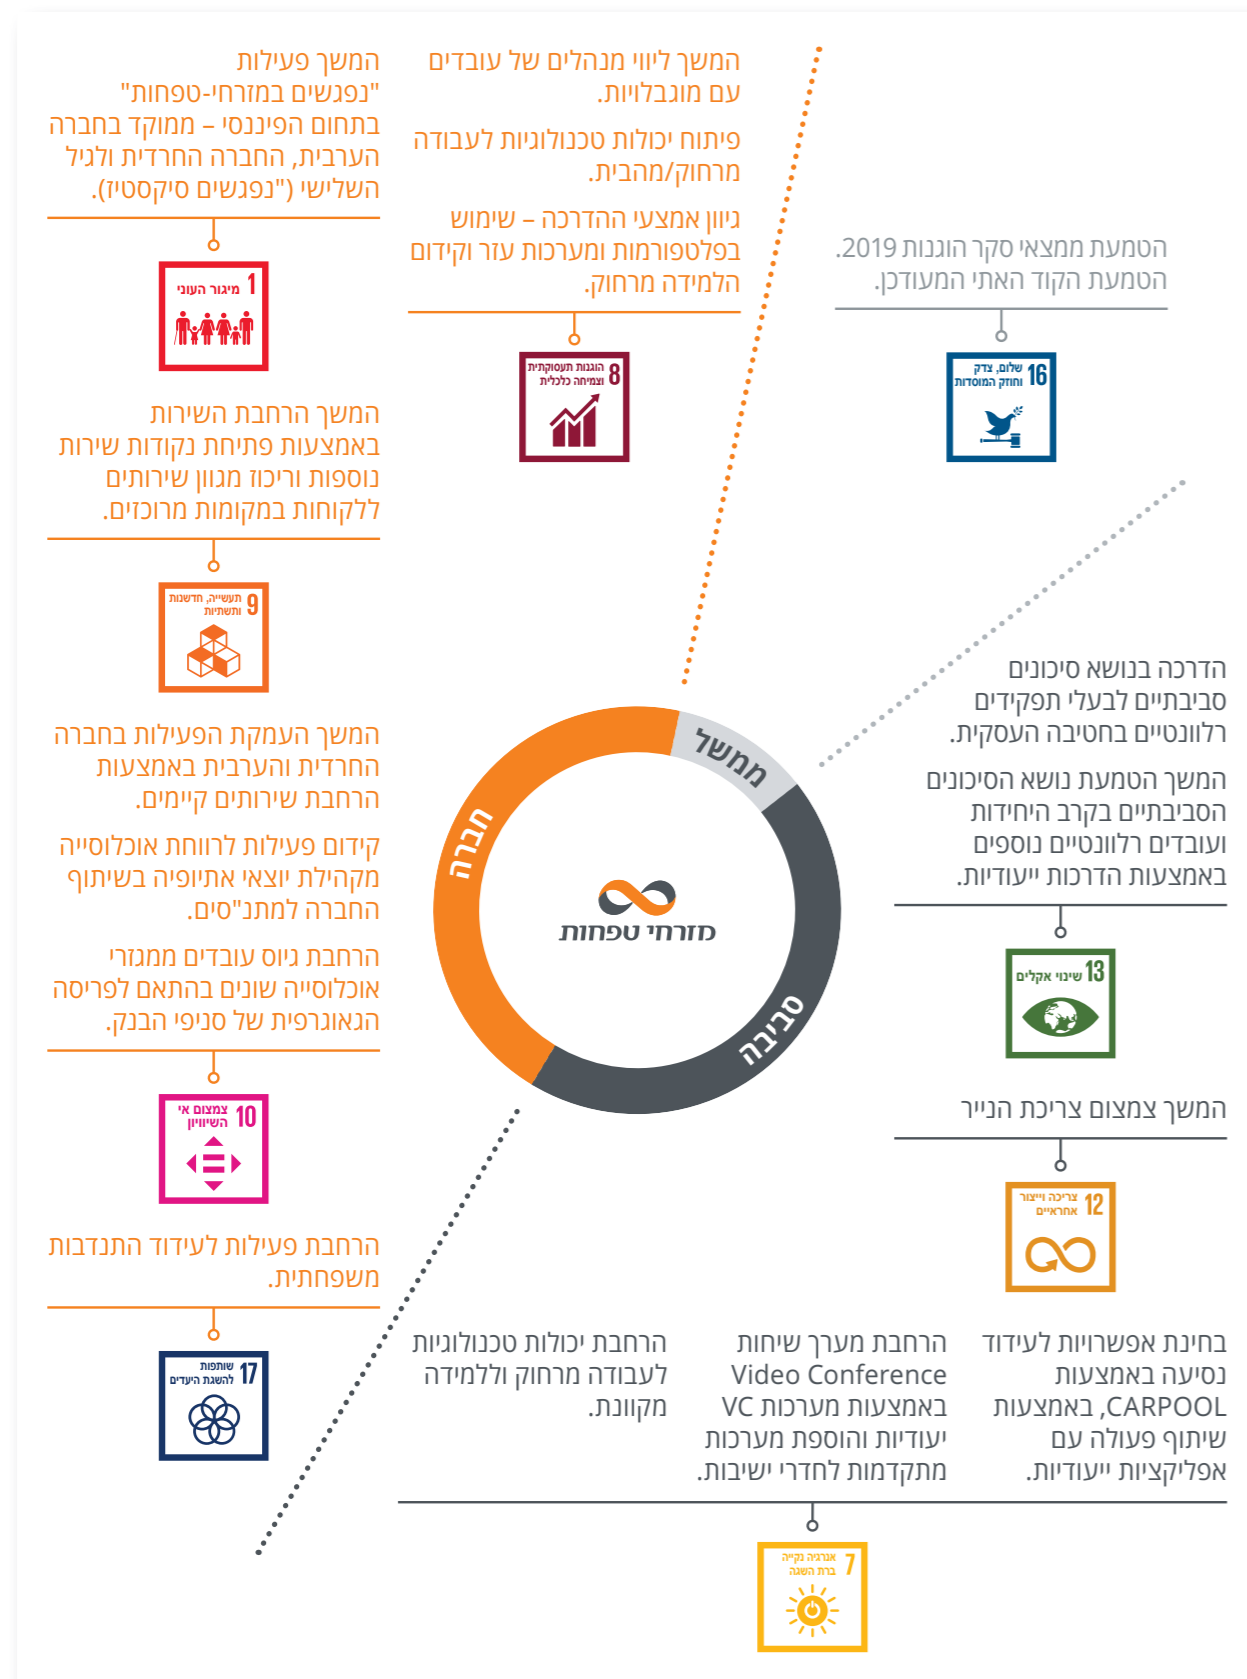 הטמעת ממצאי סקר הוגנות 2019.
הטמעת הקוד האתי המעודכן.
16 שלום, צדק
וחוזק המוסדות
המשך ליווי מנהלים של עובדים
עם מוגבלויות.
פיתוח יכולות טכנולוגיות לעבודה
מרחוק/מהבית.
גיוון אמצעי ההדרכה – שימוש
בפלטפורמות ומערכות עזר וקידום
הלמידה מרחוק.
8 הוגנות תעסוקתית
וצמיחה כלכלית
המשך פעילות
"נפגשים במזרחי-טפחות"
בתחום הפיננסי – ממוקד בחברה
הערבית, החברה החרדית ולגיל
השלישי ("נפגשים סיקסטיז).
1 מיגור העוני
המשך הרחבת השירות
באמצעות פתיחת נקודות שירות
נוספות וריכוז מגוון שירותים
ללקוחות במקומות מרוכזים.
9 תעשייה, חדשנות
ותשתיות
המשך העמקת הפעילות בחברה
החרדית והערבית באמצעות
הרחבת שירותים קיימים.
קידום פעילות לרווחת אוכלוסייה
מקהילת יוצאי אתיופיה בשיתוף
החברה למתנ"סים.
הרחבת גיוס עובדים ממגזרי
אוכלוסייה שונים בהתאם לפריסה
הגאוגרפית של סניפי הבנק.
10 צמצום אי
השיוויון
הרחבת פעילות לעידוד התנדבות
משפחתית.
17 שותפות
להשגת היעדים
ממשל
חברה
סביבה
מזרחי טפחות
הדרכה בנושא סיכונים
סביבתיים לבעלי תפקידים
רלוונטיים בחטיבה העסקית.
המשך הטמעת נושא הסיכונים
הסביבתיים בקרב היחידות
ועובדים רלוונטיים נוספים
באמצעות הדרכות ייעודיות.
13 שינוי אקלים
המשך צמצום צריכת הנייר
12 צריכה וייצור
אחראיים
בחינת אפשרויות לעידוד
נסיעה באמצעות
CARPOOL, באמצעות
שיתוף פעולה עם
אפליקציות ייעודיות.
הרחבת מערך שיחות
Video Conference
באמצעות מערכות VC
יעודיות והוספת מערכות
מתקדמות לחדרי ישיבות.
הרחבת יכולות טכנולוגיות
לעבודה מרחוק וללמידה
מקוונת.
7 אנרגיה נקייה
ברת השגה